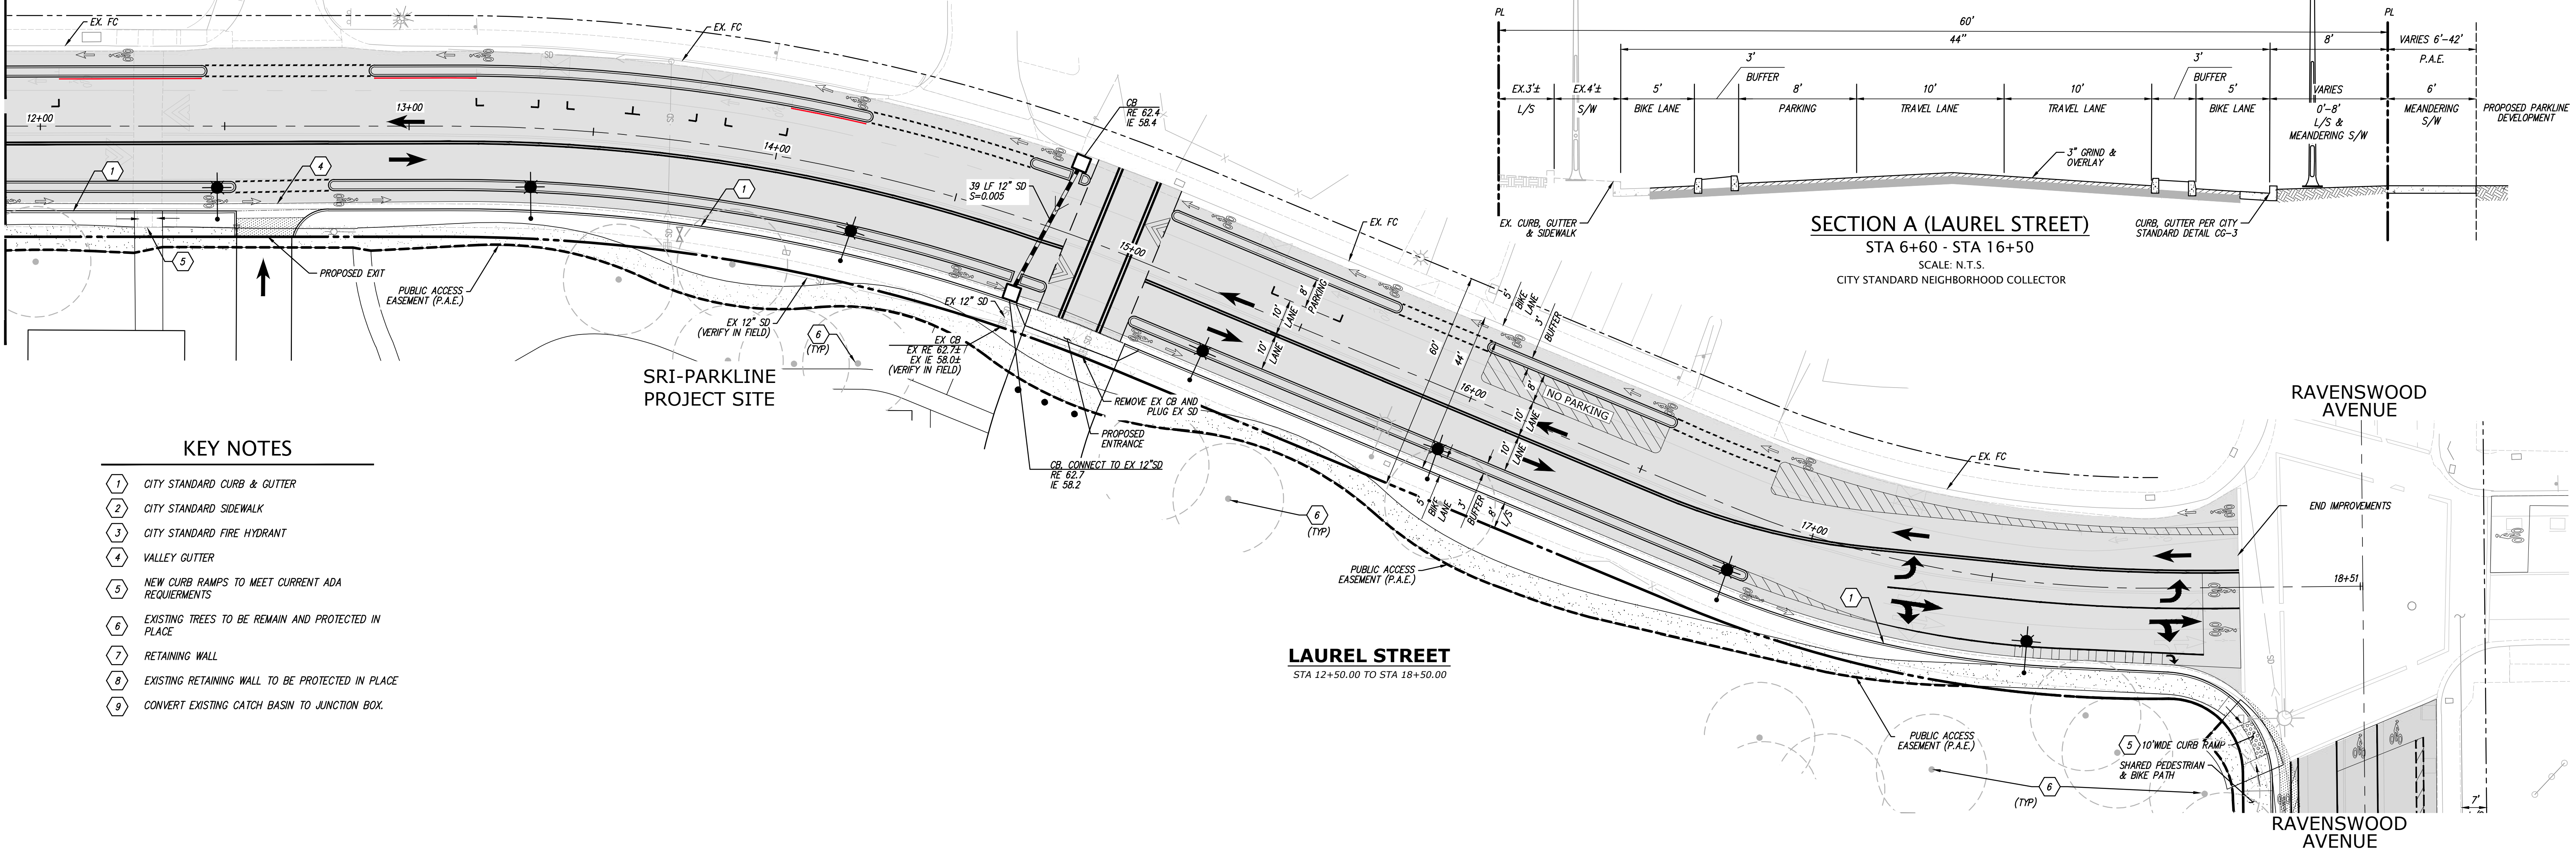 EX. FC
EX. FC
SD
12+00
13+00
14+00
CB
RE 62.4
IE 58.4
39 LF 12" SD
S=0.005
1
4
1
5
PROPOSED EXIT
PUBLIC ACCESS
EASEMENT (P.A.E.)
EX 12" SD
(VERIFY IN FIELD)
6
(TYP)
EX 12" SD
EX CB
EX RE 62.7±
EX IE 58.0±
(VERIFY IN FIELD)
SRI-PARKLINE
PROJECT SITE
REMOVE EX CB AND
PLUG EX SD
PROPOSED
ENTRANCE
CB, CONNECT TO EX 12"SD
RE 62.7
IE 58.2
15+00
EX. FC
10'
LANE
10'
LANE
8'
PARKING
60'
44'
5'
BIKE
LANE
3'
BUFFER
16+00
8'
NO PARKING
10'
LANE
10'
LANE
5'
BIKE
LANE
3'
BUFFER
8'
L/S
6
(TYP)
PUBLIC ACCESS
EASEMENT (P.A.E.)
17+00
EX. FC
1
18+51
END IMPROVEMENTS
RAVENSWOOD
AVENUE
PUBLIC ACCESS
EASEMENT (P.A.E.)
5 10'WIDE CURB RAMP
SHARED PEDESTRIAN
& BIKE PATH
6
(TYP)
7'
RAVENSWOOD
AVENUE
PL
PL
60'
44"
8'
VARIES 6'-42'
P.A.E.
3'
BUFFER
3'
BUFFER
EX.3'±
L/S
EX.4'±
S/W
5'
BIKE LANE
8'
PARKING
10'
TRAVEL LANE
10'
TRAVEL LANE
5'
BIKE LANE
VARIES
0'-8'
L/S &
MEANDERING S/W
6'
MEANDERING
S/W
PROPOSED PARKLINE
DEVELOPMENT
3" GRIND &
OVERLAY
EX. CURB, GUTTER
& SIDEWALK
CURB, GUTTER PER CITY
STANDARD DETAIL CG-3
SECTION A (LAUREL STREET)
STA 6+60 - STA 16+50
SCALE: N.T.S.
CITY STANDARD NEIGHBORHOOD COLLECTOR
KEY NOTES
1 CITY STANDARD CURB & GUTTER
2 CITY STANDARD SIDEWALK
3 CITY STANDARD FIRE HYDRANT
4 VALLEY GUTTER
5 NEW CURB RAMPS TO MEET CURRENT ADA
REQUIERMENTS
6 EXISTING TREES TO BE REMAIN AND PROTECTED IN
PLACE
7 RETAINING WALL
8 EXISTING RETAINING WALL TO BE PROTECTED IN PLACE
9 CONVERT EXISTING CATCH BASIN TO JUNCTION BOX.
LAUREL STREET
STA 12+50.00 TO STA 18+50.00